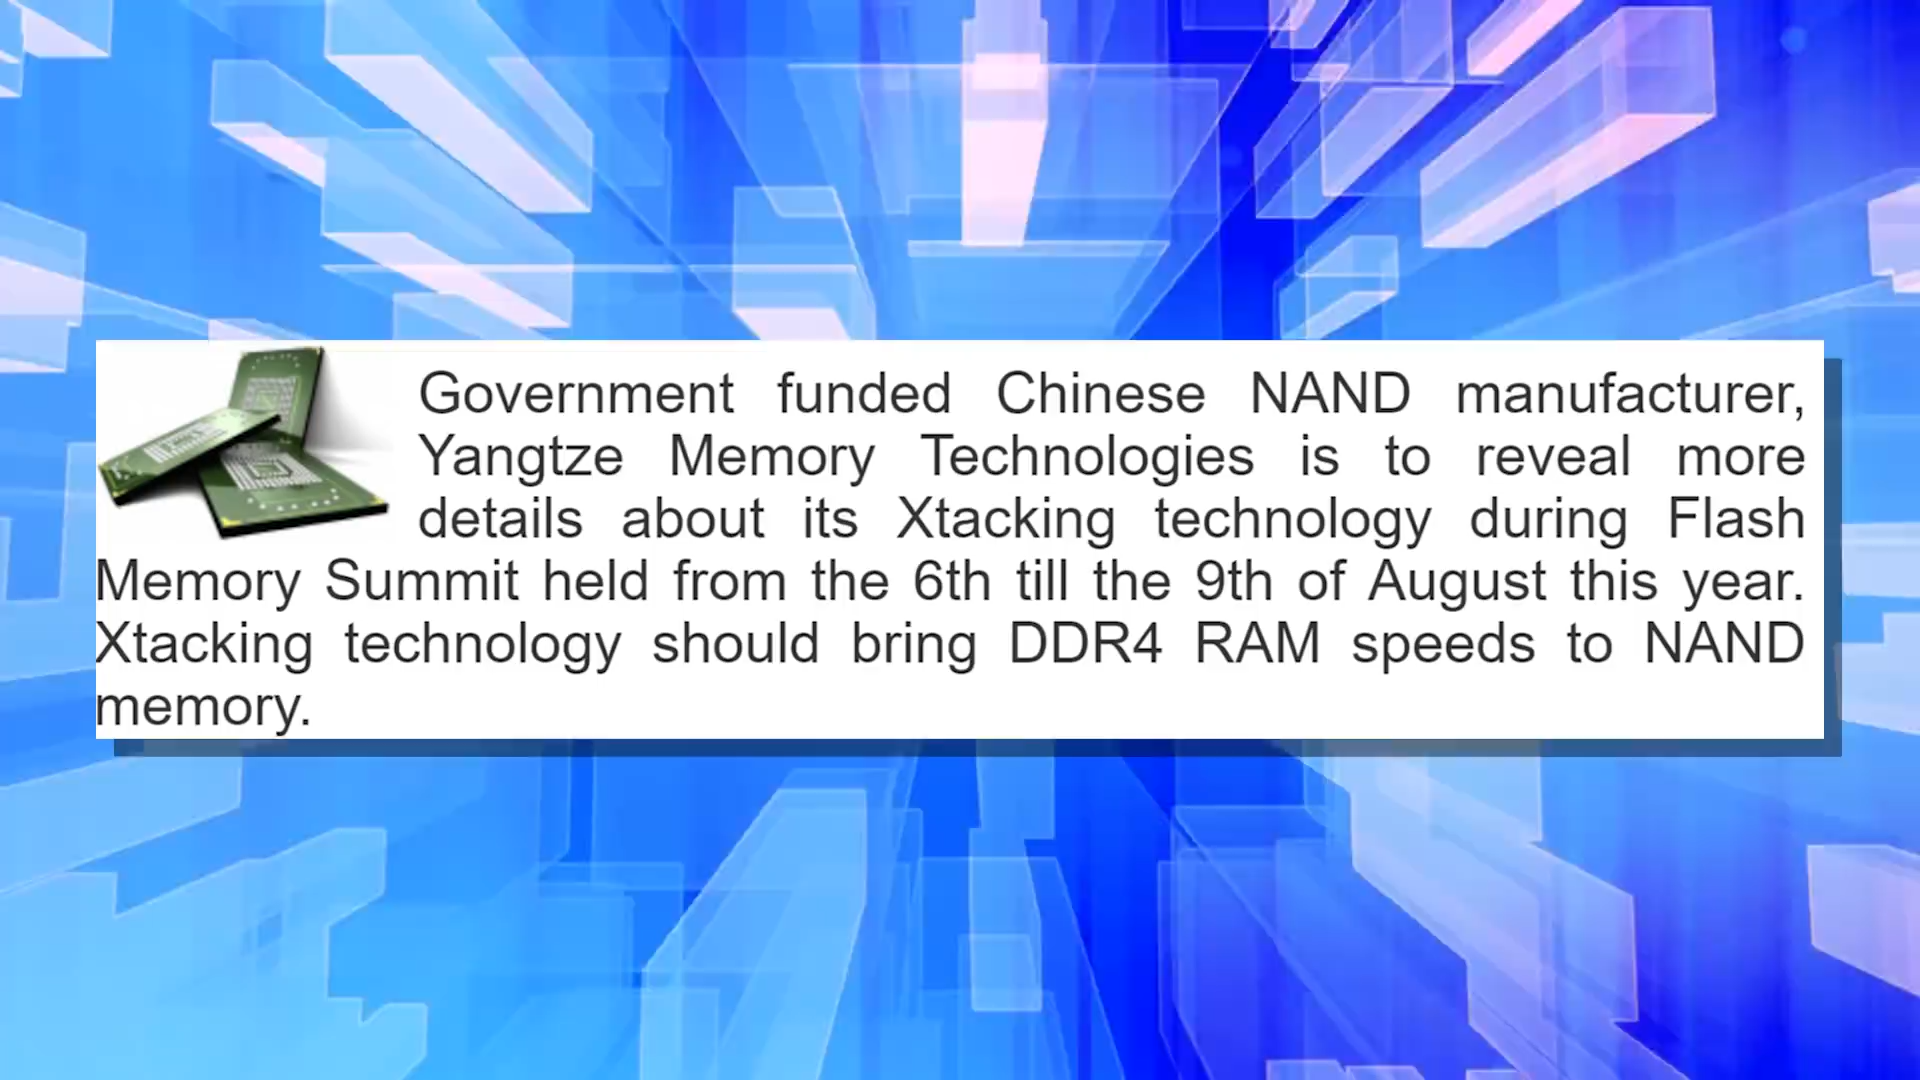 Government funded Chinese NAND manufacturer,
Yangtze Memory Technologies is to reveal more
details about its Xtacking technology during Flash
Memory Summit held from the 6th till the 9th of August this year.
Xtacking technology should bring DDR4 RAM speeds to NAND
memory.